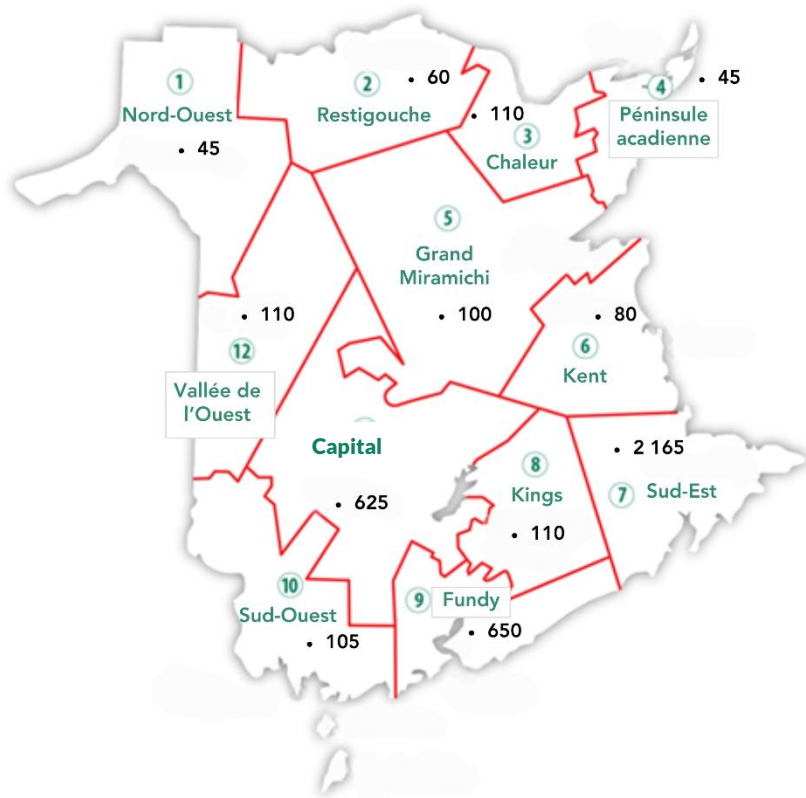 1
Nord-Ouest
• 45
2
• 60
Restigouche
• 110
3
Chaleur
4
• 45
Péninsule
acadienne
5
Grand
Miramichi
• 100
• 80
6
Kent
• 110
12
Vallée de
l'Ouest
Capital
• 625
8
Kings
• 110
• 2 165
7 Sud-Est
10
Sud-Ouest
• 105
9 Fundy
• 650